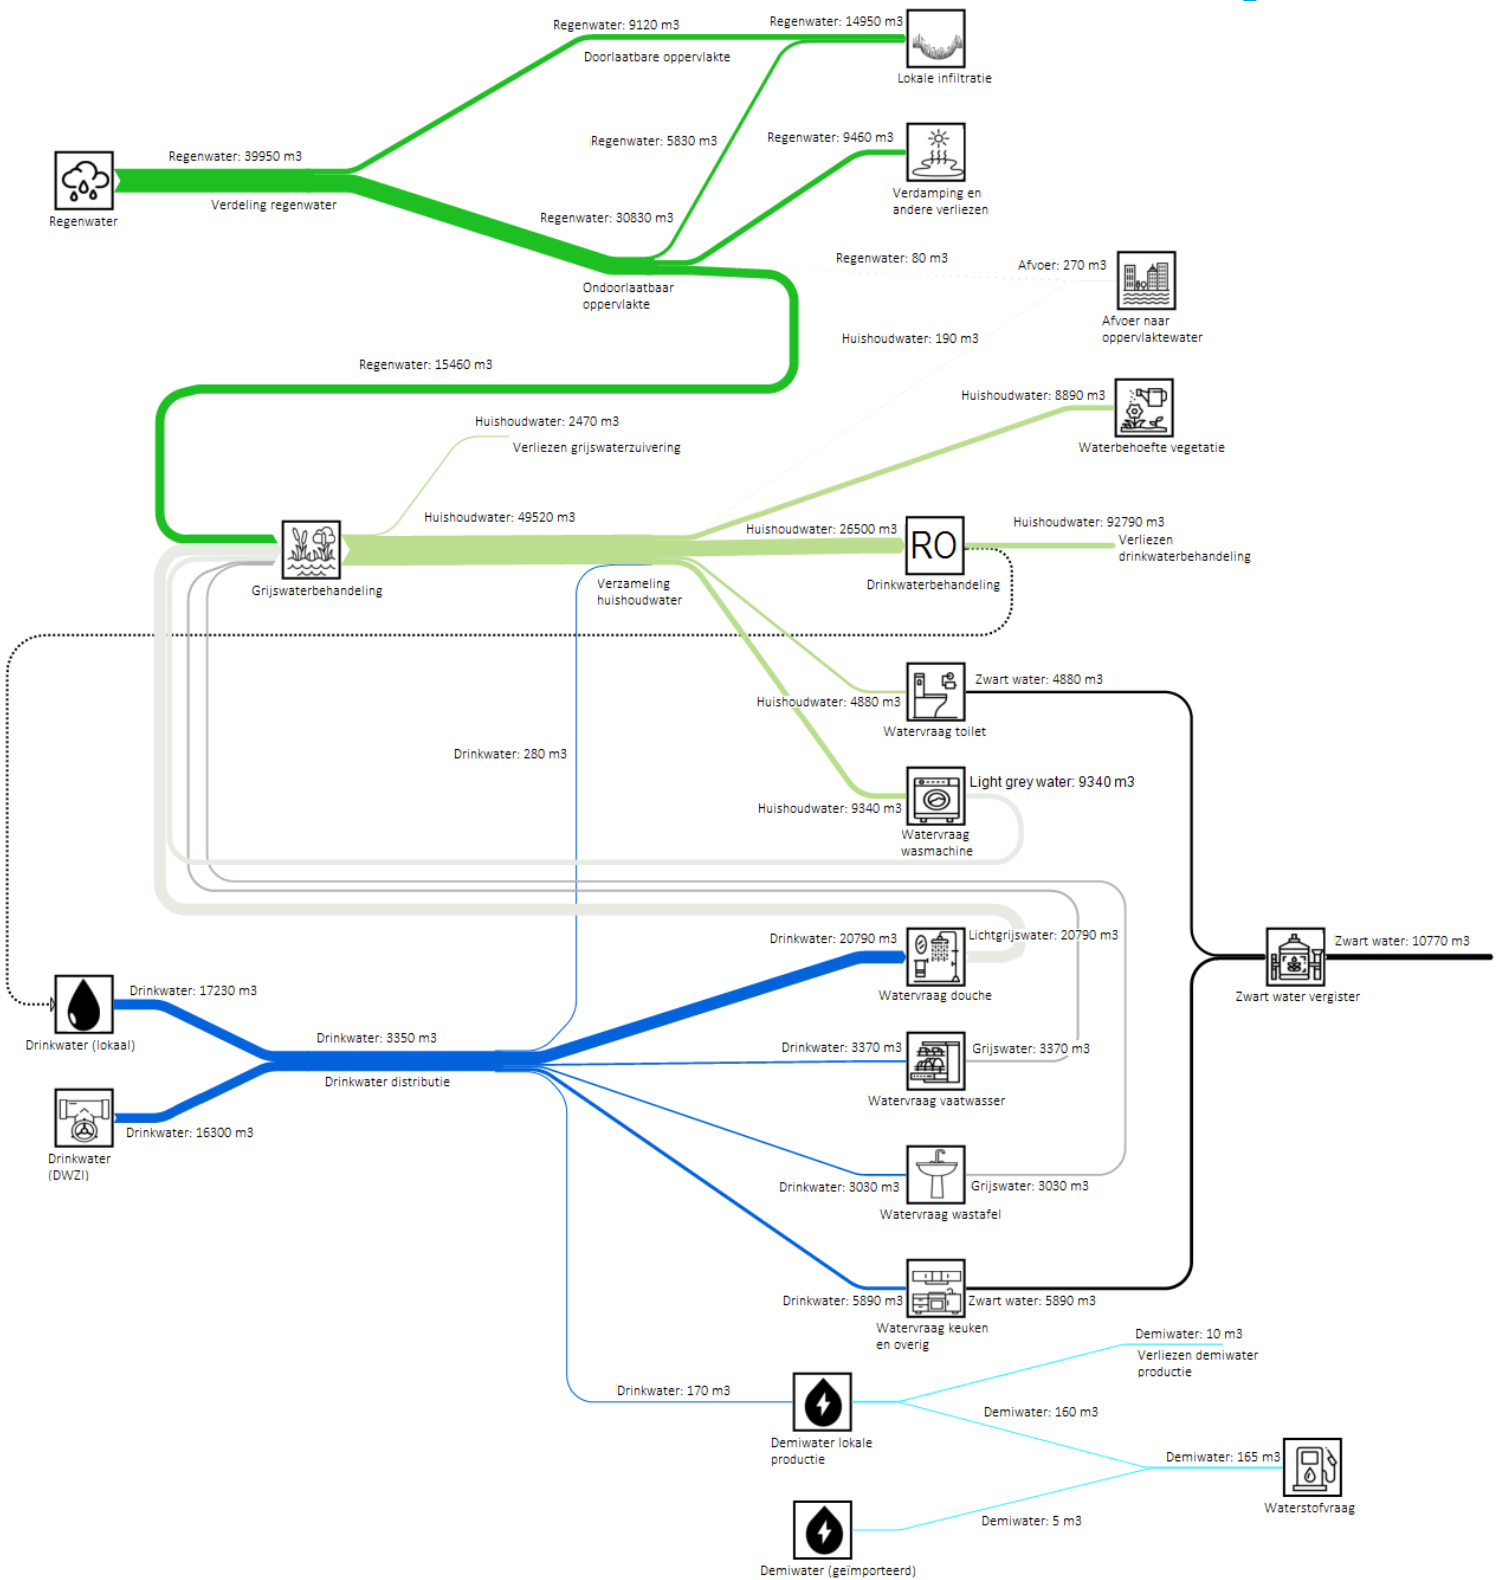 Regenwater: 9120 m3
Regenwater: 14950 m3
Doorlaatbare oppervlakte
Lokale infiltratie
Regenwater: 5830 m3
Regenwater: 9460 m3
Regenwater: 39950 m3
Verdamping en
andere verliezen
Verdeling regenwater
Regenwater
Regenwater: 30830 m3
Regenwater: 80 m3
Afvoer: 270 m3
Ondoorlaatbaar
oppervlakte
Afvoer naar
oppervlaktewater
Huishoudwater: 190 m3
Regenwater: 15460 m3
Huishoudwater: 8890 m3
Huishoudwater: 2470 m3
Verliezen grijswaterzuivering
Waterbehoefte vegetatie
Huishoudwater: 49520 m3
Huishoudwater: 26500 m3
RO
Huishoudwater: 92790 m3
Verliezen
drinkwaterbehandeling
Grijswaterbehandeling
Verzameling
huishoudwater
Drinkwaterbehandeling
Zwart water: 4880 m3
Huishoudwater: 4880 m3
Watervraag toilet
Drinkwater: 280 m3
Light grey water: 9340 m3
Huishoudwater: 9340 m3
Watervraag
wasmachine
Drinkwater: 20790 m3
Lichtgrijswater: 20790 m3
Zwart water: 10770 m3
Watervraag douche
Zwart water vergister
Drinkwater: 17230 m3
Drinkwater (lokaal)
Drinkwater: 3350 m3
Drinkwater distributie
Drinkwater: 3370 m3
Grijswater: 3370 m3
Watervraag vaatwasser
Drinkwater: 16300 m3
Drinkwater
(DWZI)
Drinkwater: 3030 m3
Grijswater: 3030 m3
Watervraag wastafel
Drinkwater: 5890 m3
Zwart water: 5890 m3
Watervraag keuken
en overig
Demiwater: 10 m3
Verliezen demiwater
productie
Drinkwater: 170 m3
Demiwater: 160 m3
Demiwater lokale
productie
Demiwater: 165 m3
Waterstofvraag
Demiwater: 5 m3
Demiwater (geïmporteerd)